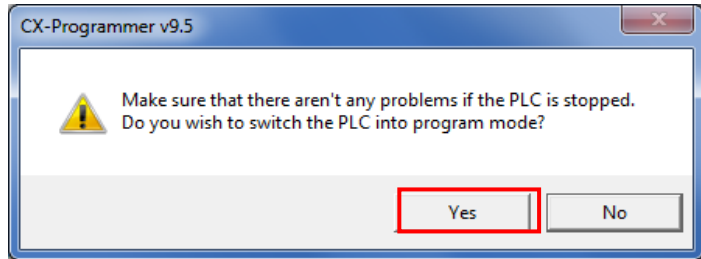 CX-Programmer v9.5
Make sure that there aren't any problems if the PLC is stopped.
Do you wish to switch the PLC into program mode?
Yes
No